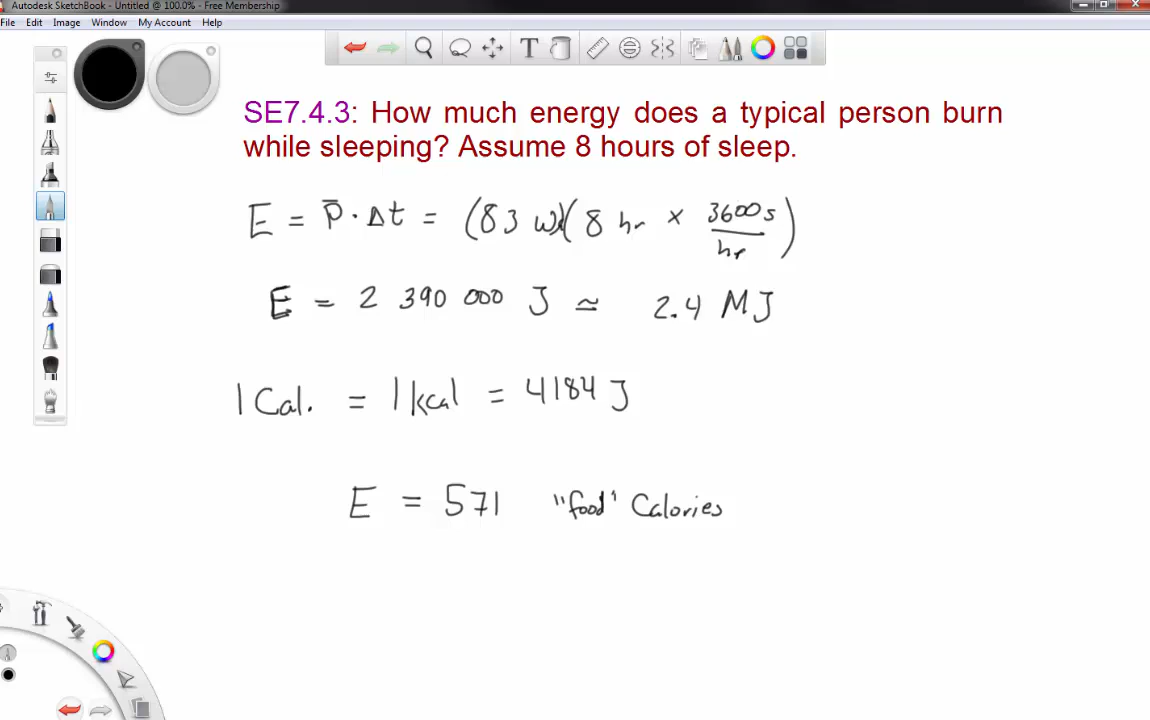 Autodesk SketchBook - Untitled @ 100.0% - Free Membership
File Edit Image Window My Account Help
T
SE7.4.3: How much energy does a typical person burn
while sleeping? Assume 8 hours of sleep.
E = P̄ · Δt = (83 W)(8 hr × 3600 s / hr)
E = 2 390 000 J ≃ 2.4 MJ
1 Cal. = 1 kcal = 4184 J
E = 571 "food" Calories